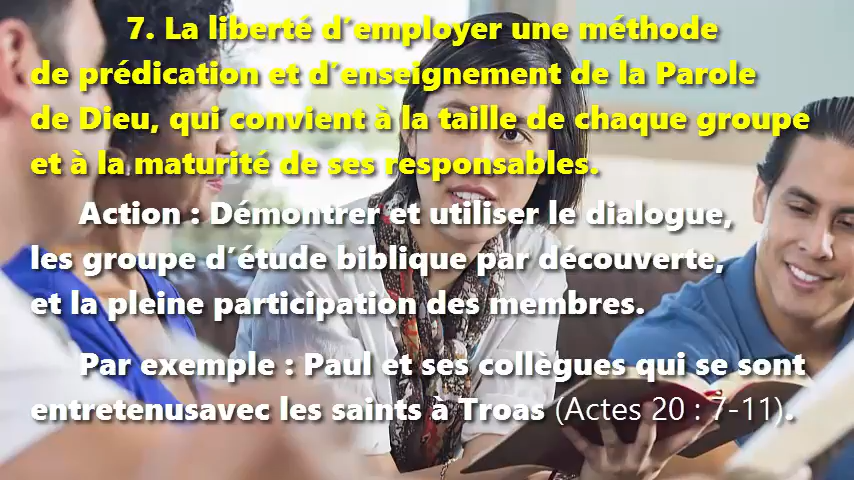 7. La liberté d´employer une méthode
de prédication et d´enseignement de la Parole
de Dieu, qui convient à la taille de chaque groupe
et à la maturité de ses responsables.
Action : Démontrer et utiliser le dialogue,
les groupe d´étude biblique par découverte,
et la pleine participation des membres.
Par exemple : Paul et ses collègues qui se sont
entretenusavec les saints à Troas (Actes 20 : 7-11).